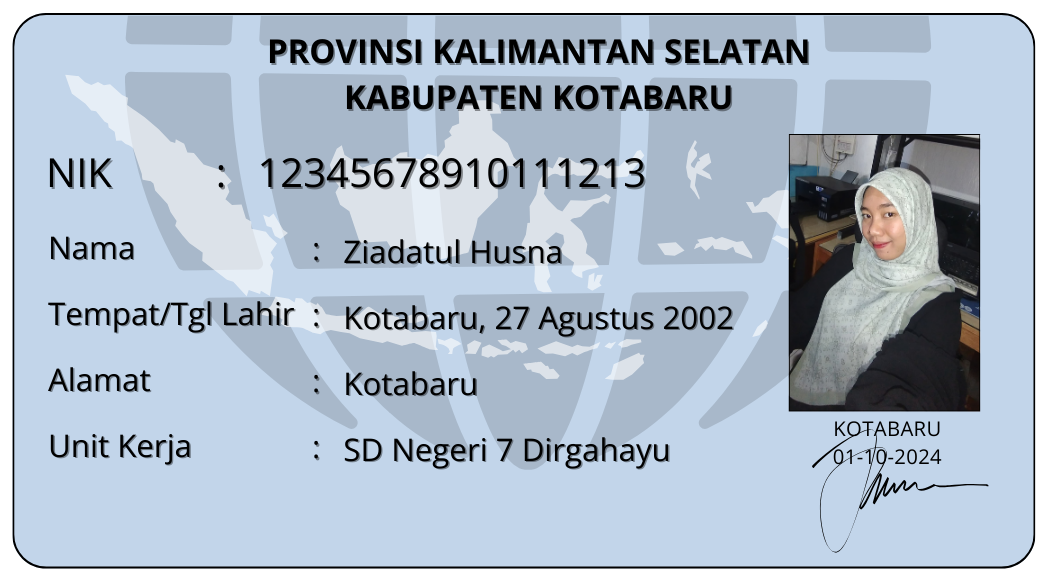 PROVINSI KALIMANTAN SELATAN
KABUPATEN KOTABARU
NIK : 12345678910111213
Nama : Ziadatul Husna
Tempat/Tgl Lahir : Kotabaru, 27 Agustus 2002
Alamat : Kotabaru
Unit Kerja : SD Negeri 7 Dirgahayu
KOTABARU
01-10-2024